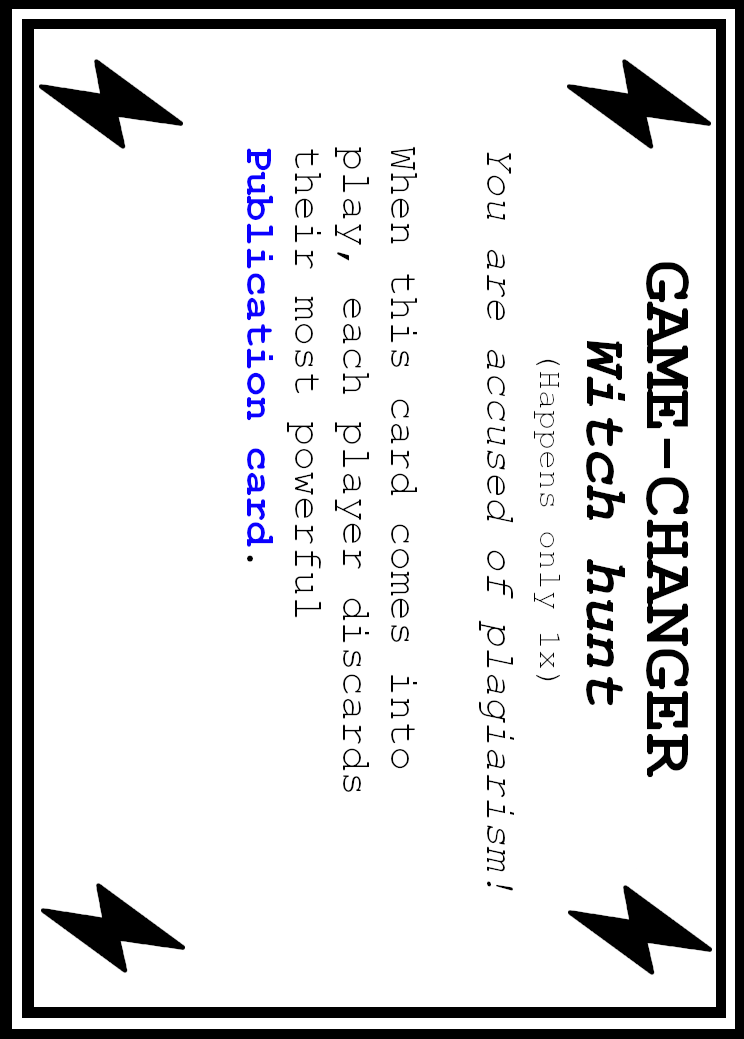 GAME-CHANGER
Witch hunt
(Happens only 1x)
You are accused of plagiarism!
When this card comes into
play, each player discards
their most powerful
Publication card.